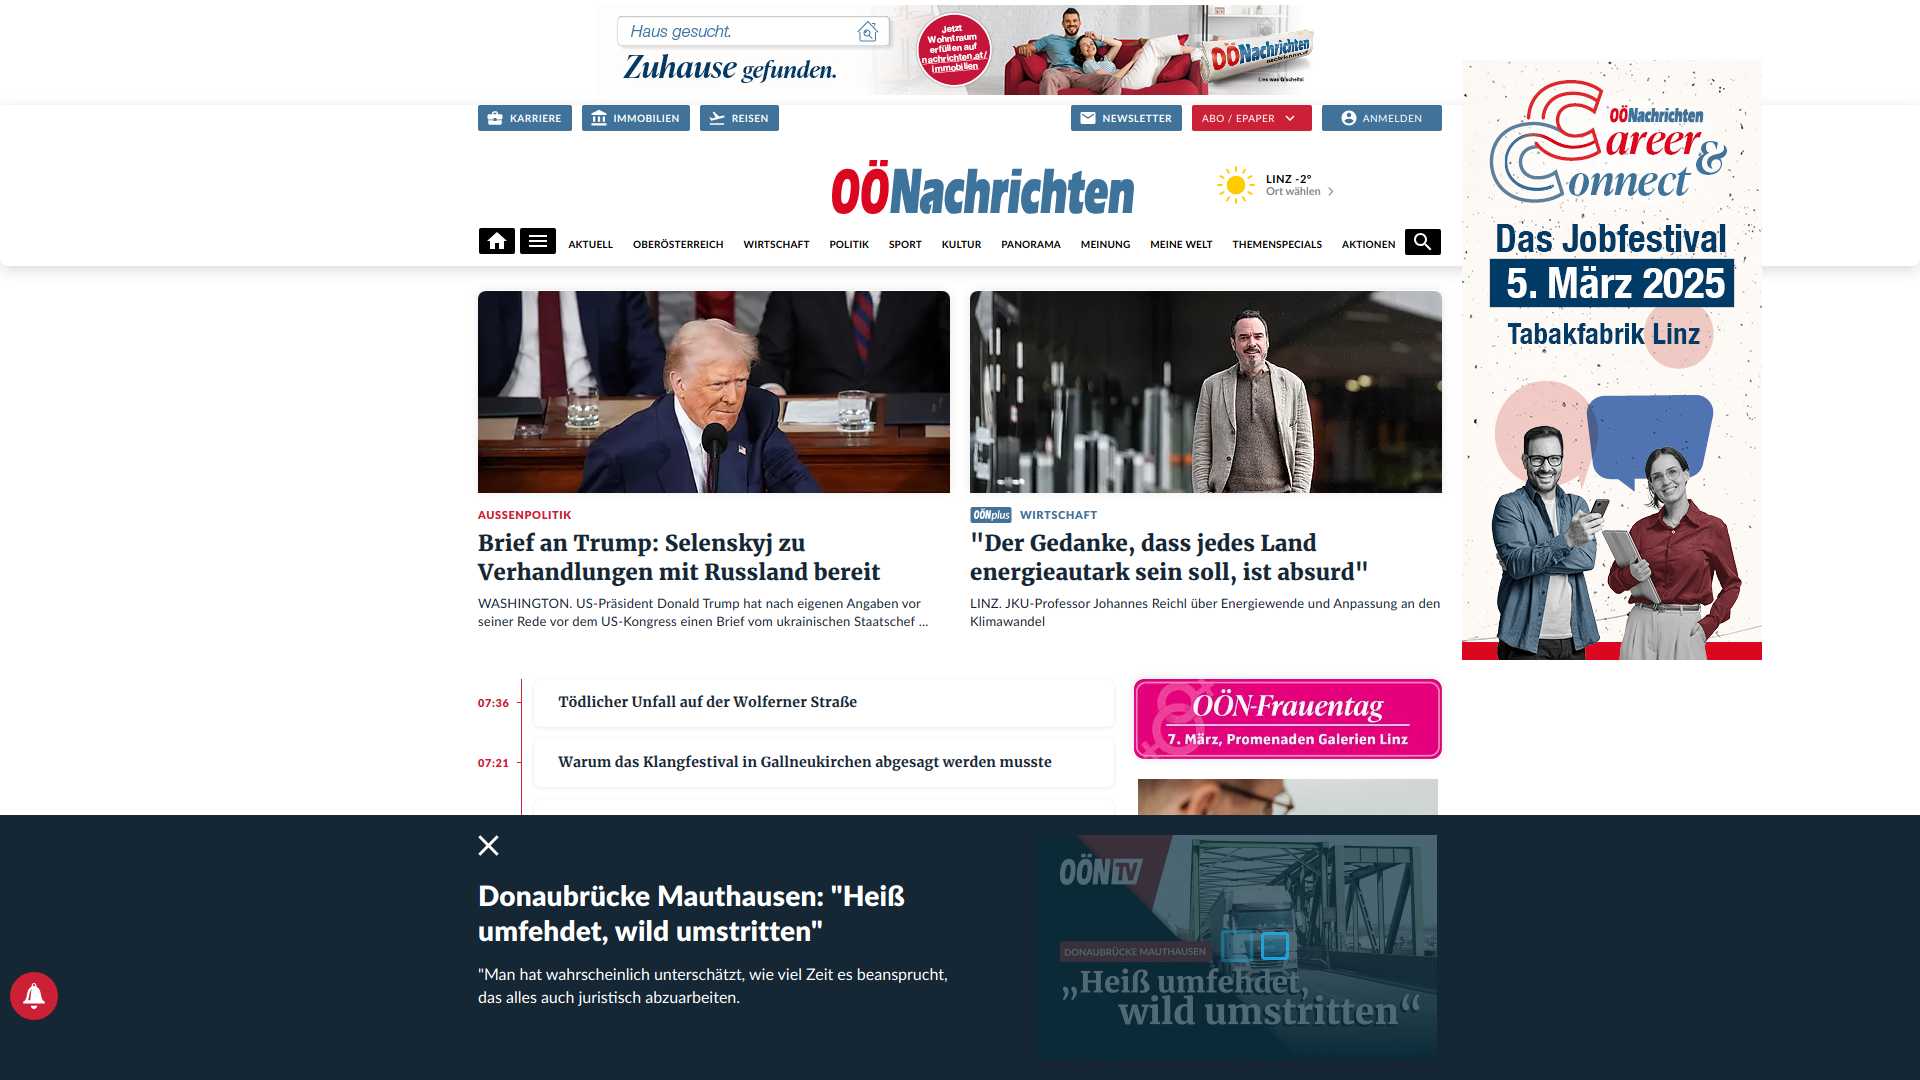 Haus gesucht.
Zuhause gefunden.
Jetzt
Wohntraum
erfüllen auf
nachrichten.at/
immobilien
OÖNachrichten
KARRIERE
IMMOBILIEN
REISEN
NEWSLETTER
ABO / EPAPER
ANMELDEN
OÖNachrichten
LINZ -2°
Ort wählen
AKTUELL
OBERÖSTERREICH
WIRTSCHAFT
POLITIK
SPORT
KULTUR
PANORAMA
MEINUNG
MEINE WELT
THEMENSPECIALS
AKTIONEN
OÖNachrichten
Career &
Connect
Das Jobfestival
5. März 2025
Tabakfabrik Linz
AUSSENPOLITIK
Brief an Trump: Selenskyj zu
Verhandlungen mit Russland bereit
WASHINGTON. US-Präsident Donald Trump hat nach eigenen Angaben vor
seiner Rede vor dem US-Kongress einen Brief vom ukrainischen Staatschef ...
OÖNplus WIRTSCHAFT
"Der Gedanke, dass jedes Land
energieautark sein soll, ist absurd"
LINZ. JKU-Professor Johannes Reichl über Energiewende und Anpassung an den
Klimawandel
07:36
Tödlicher Unfall auf der Wolferner Straße
07:21
Warum das Klangfestival in Gallneukirchen abgesagt werden musste
OÖN-Frauentag
7. März, Promenaden Galerien Linz
Donaubrücke Mauthausen: "Heiß
umfehdet, wild umstritten"
"Man hat wahrscheinlich unterschätzt, wie viel Zeit es beansprucht,
das alles auch juristisch abzuarbeiten.
OÖN TV
DONAUBRÜCKE MAUTHAUSEN
„Heiß umfehdet,
wild umstritten“